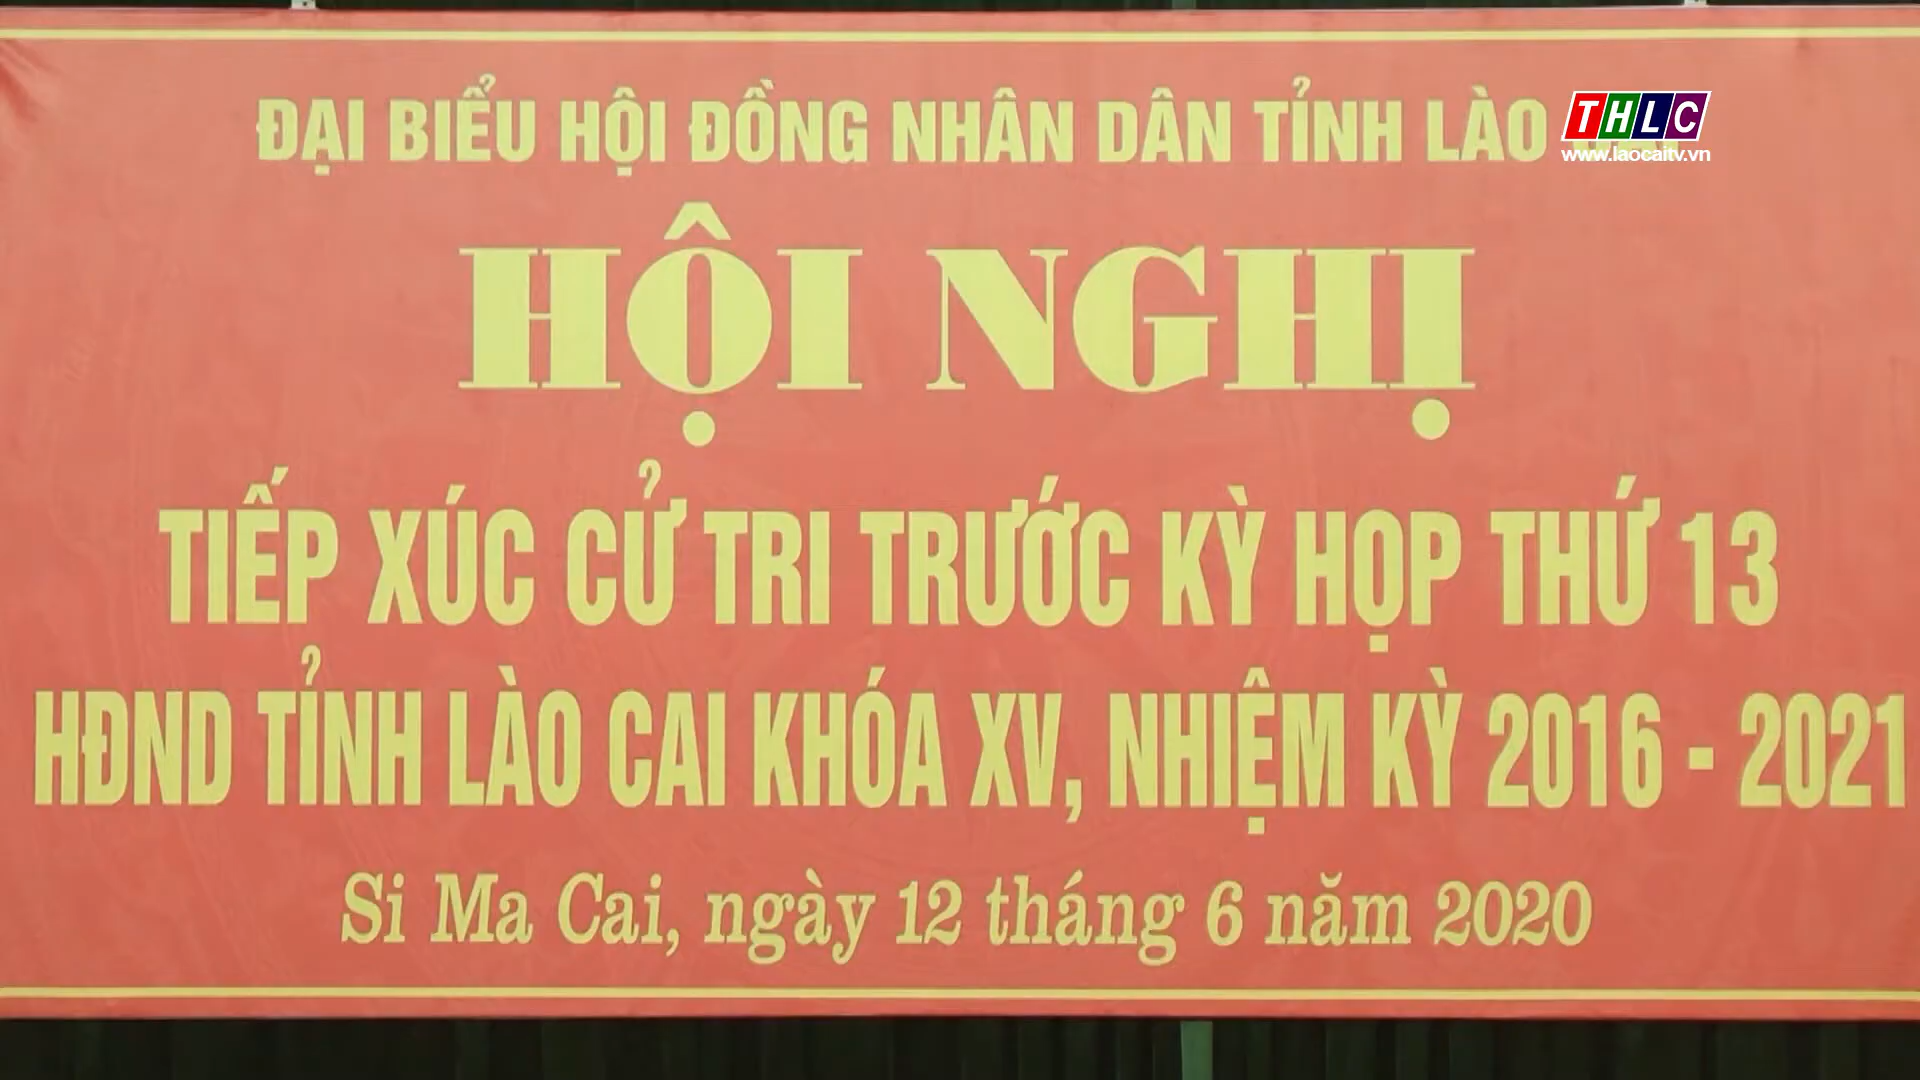 ĐẠI BIỂU HỘI ĐỒNG NHÂN DÂN TỈNH LÀO
THLC
www.laocaitv.vn
HỘI NGHỊ
TIẾP XÚC CỬ TRI TRƯỚC KỲ HỌP THỨ 13
HĐND TỈNH LÀO CAI KHÓA XV, NHIỆM KỲ 2016 - 2021
Si Ma Cai, ngày 12 tháng 6 năm 2020